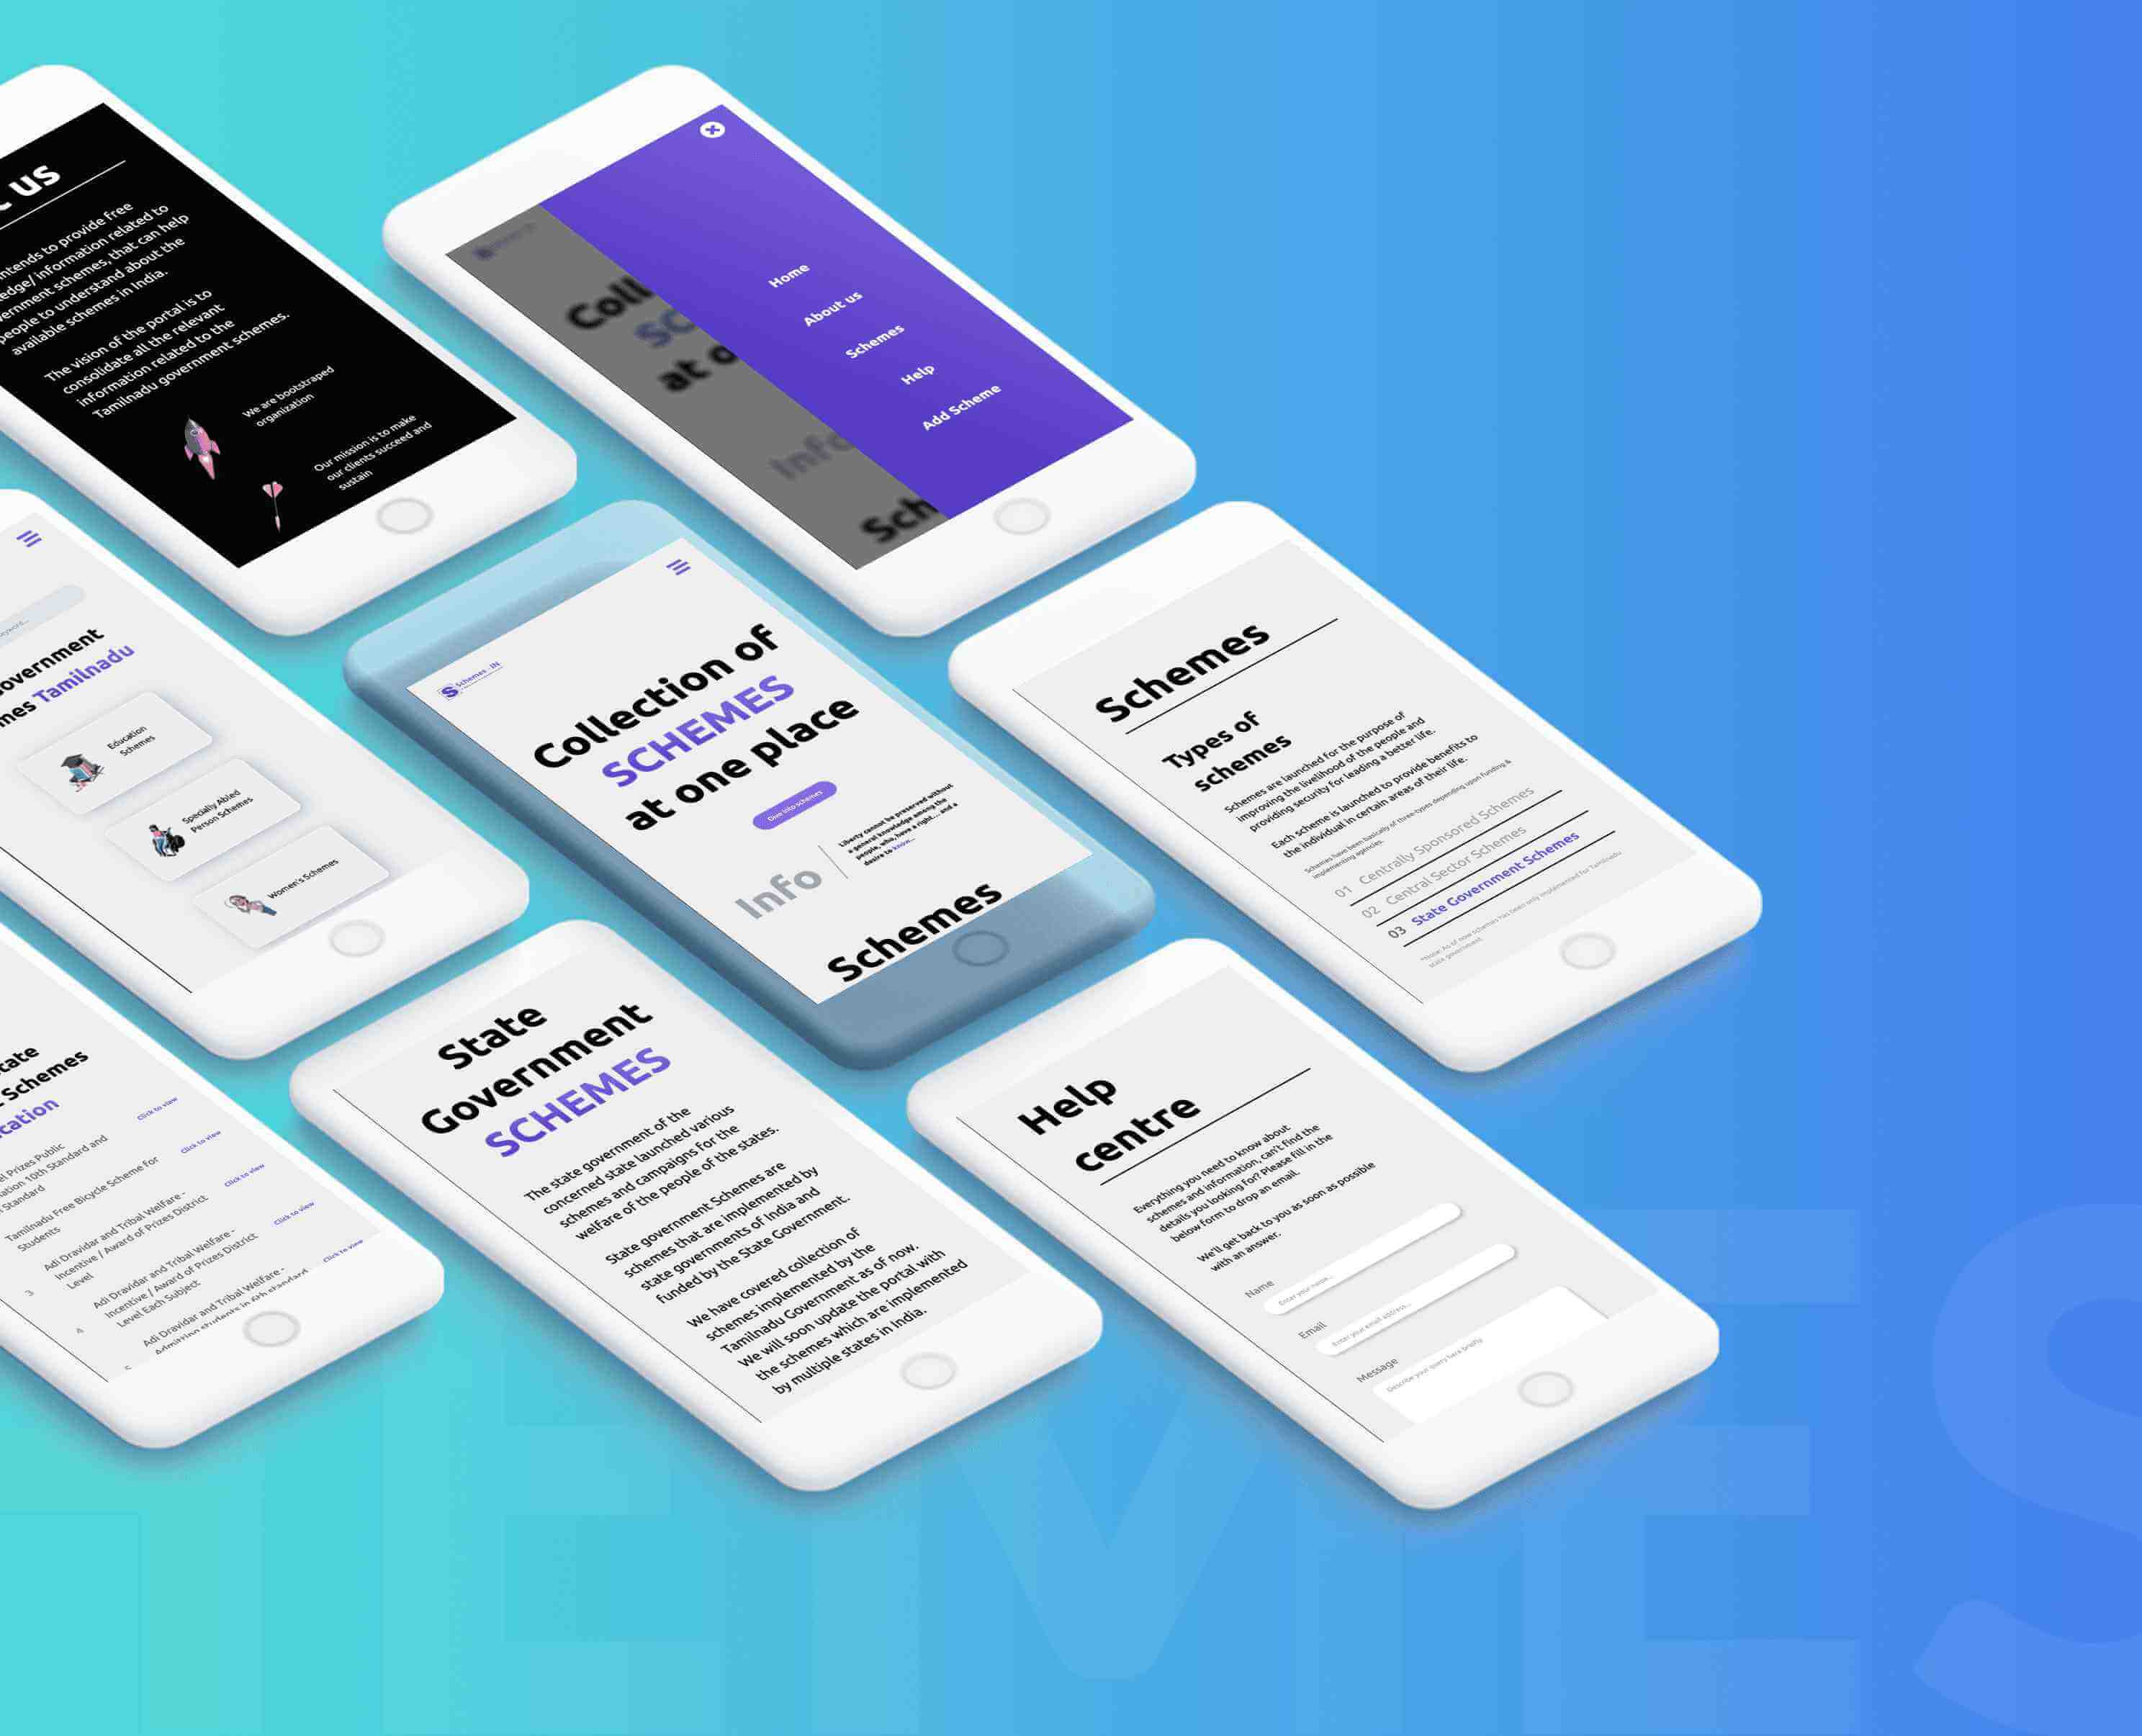 us
to provide free
information related to
schemes, that can help
people to understand about the
available schemes in India.
The vision of the portal is to
consolidate all the relevant
information related to the
Tamilnadu government schemes.
We are bootstraped
organization
Our mission is to make
our clients succeed and
sustain
Coll
SC
at o
Info
Sch
Home
About us
Schemes
Help
Add Scheme
Tamilnadu
Education
Schemes
Specially Abled
Person Schemes
Women's Schemes
Schemes .IN
Collection of
SCHEMES
at one place
Dive into schemes
Info
Liberty cannot be preserved without
a general knowledge among the
people, who have a right... and a
desire to know...
Schemes
Schemes
Types of
schemes
Schemes are launched for the purpose of
improving the livelihood of the people and
providing security for leading a better life.
Each scheme is launched to provide benefits to
the individual in certain areas of their life.
Schemes have been basically of three-types depending upon funding &
implementing agencies.
01 Centrally Sponsored Schemes
02 Central Sector Schemes
03 State Government Schemes
*Note: As of now schemes has been only implemented for Tamilnadu
state government.
Schemes
Prizes Public
10th Standard and
Standard
Click to view
Tamilnadu Free Bicycle Scheme for
Students
Click to view
3 Adi Dravidar and Tribal Welfare -
Incentive / Award of Prizes District
Level
Click to view
4 Adi Dravidar and Tribal Welfare -
Incentive / Award of Prizes District
Level Each Subject
Click to view
5 Adi Dravidar and Tribal Welfare -
Click to view
State
Government
SCHEMES
The state government of the
concerned state launched various
schemes and campaigns for the
welfare of the people of the states.
State government Schemes are
schemes that are implemented by
state governments of India and
funded by the State Government.
We have covered collection of
schemes implemented by the
Tamilnadu Government as of now.
We will soon update the portal with
the schemes which are implemented
by multiple states in India.
Help
centre
Everything you need to know about
schemes and information, can't find the
details you looking for? Please fill in the
below form to drop an email.
We'll get back to you as soon as possible
with an answer.
Name
Enter your name...
Email
Enter your email address...
Message
Describe your query here briefly
EMES